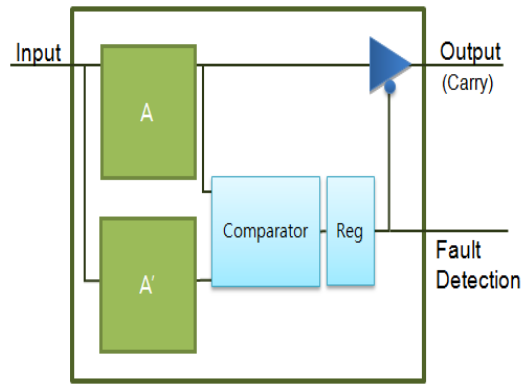 Input
A
Output
(Carry)
Comparator
Reg
A'
Fault
Detection